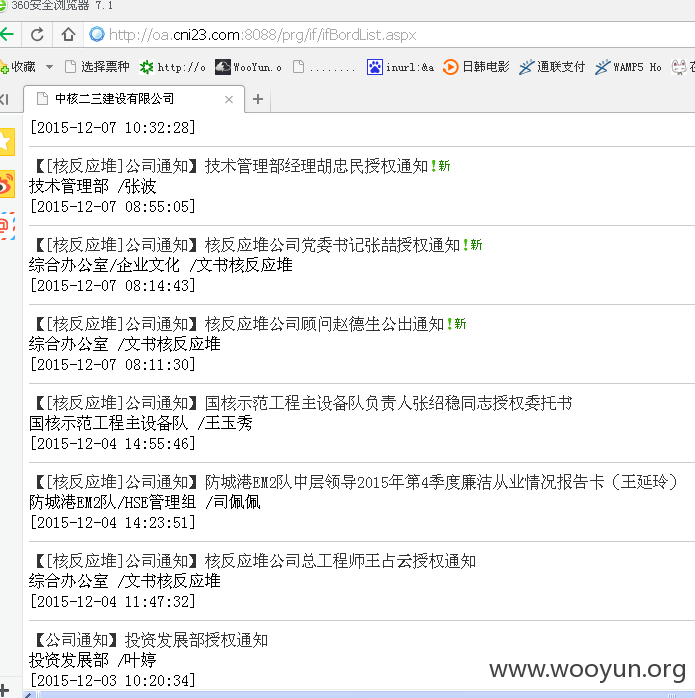 360安全浏览器 7.1
http://oa.cni23.com:8088/prg/if/ifBordList.aspx
收藏 选择票种 http://o WooYun.o ........ inurl:&a 日韩电影 通联支付 WAMP5 Ho
中核二三建设有限公司
[2015-12-07 10:32:28]
【[核反应堆]公司通知】技术管理部经理胡忠民授权通知!新
技术管理部 /张波
[2015-12-07 08:55:05]
【[核反应堆]公司通知】核反应堆公司党委书记张喆授权通知!新
综合办公室/企业文化 /文书核反应堆
[2015-12-07 08:14:43]
【[核反应堆]公司通知】核反应堆公司顾问赵德生公出通知!新
综合办公室 /文书核反应堆
[2015-12-07 08:11:30]
【[核反应堆]公司通知】国核示范工程主设备队负责人张绍稳同志授权委托书
国核示范工程主设备队 /王玉秀
[2015-12-04 14:55:46]
【[核反应堆]公司通知】防城港EM2队中层领导2015年第4季度廉洁从业情况报告卡（王延玲）
防城港EM2队/HSE管理组 /司佩佩
[2015-12-04 14:23:51]
【[核反应堆]公司通知】核反应堆公司总工程师王占云授权通知
综合办公室 /文书核反应堆
[2015-12-04 11:47:32]
【公司通知】投资发展部授权通知
投资发展部 /叶婷
[2015-12-03 10:20:34]
www.wooyun.org